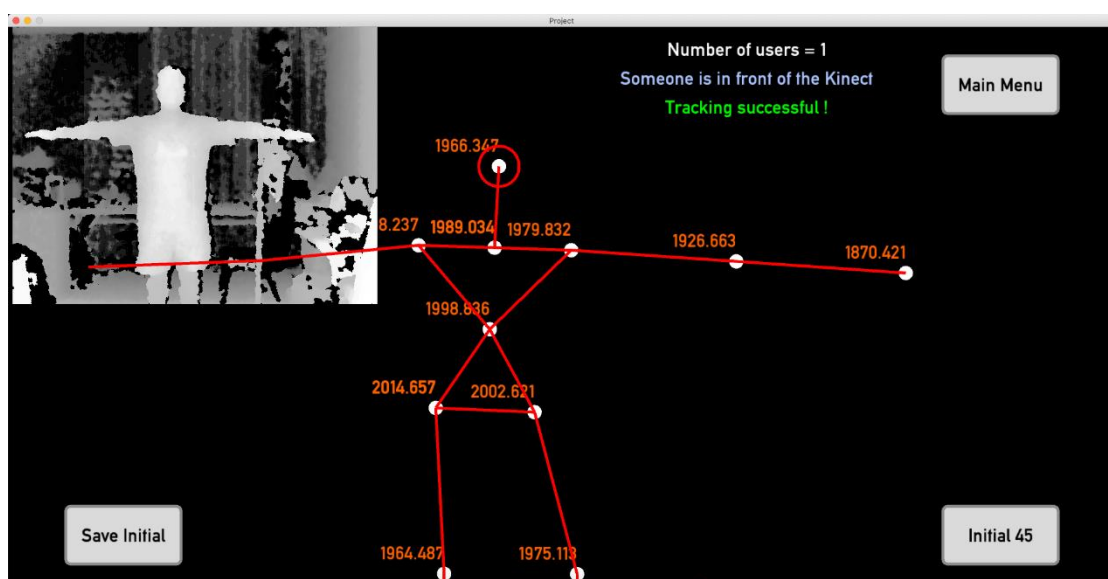 Project
Number of users = 1
Someone is in front of the Kinect
Tracking successful !
Main Menu
1966.347
8.237 1989.034 1979.832
1926.663
1870.421
1998.836
2014.657 2002.621
Save Initial
Initial 45
1964.487 1975.113